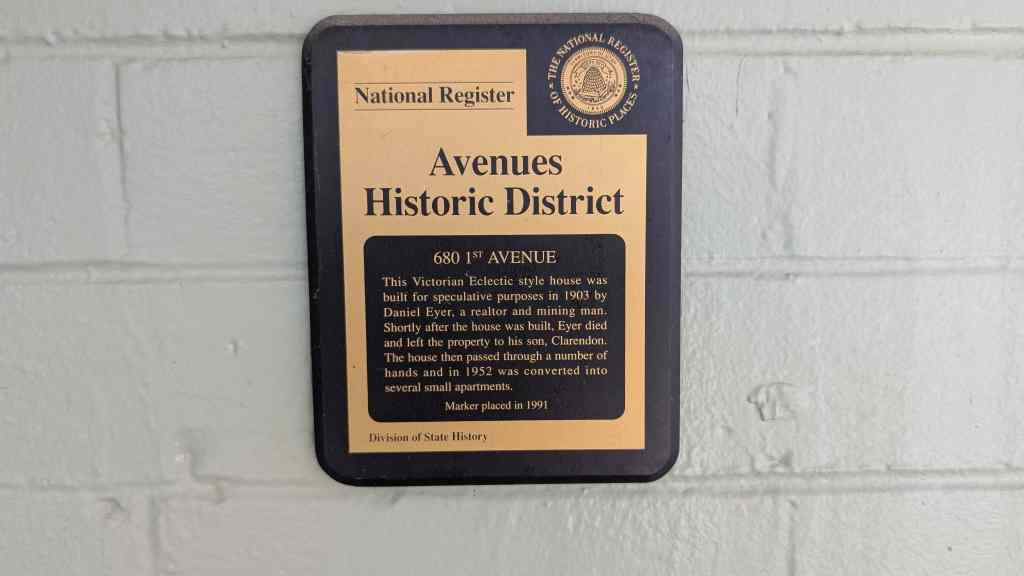 National Register
THE NATIONAL REGISTER
OF HISTORIC PLACES
Avenues
Historic District
680 1ST AVENUE
This Victorian Eclectic style house was
built for speculative purposes in 1903 by
Daniel Eyer, a realtor and mining man.
Shortly after the house was built, Eyer died
and left the property to his son, Clarendon.
The house then passed through a number of
hands and in 1952 was converted into
several small apartments.
Marker placed in 1991
Division of State History